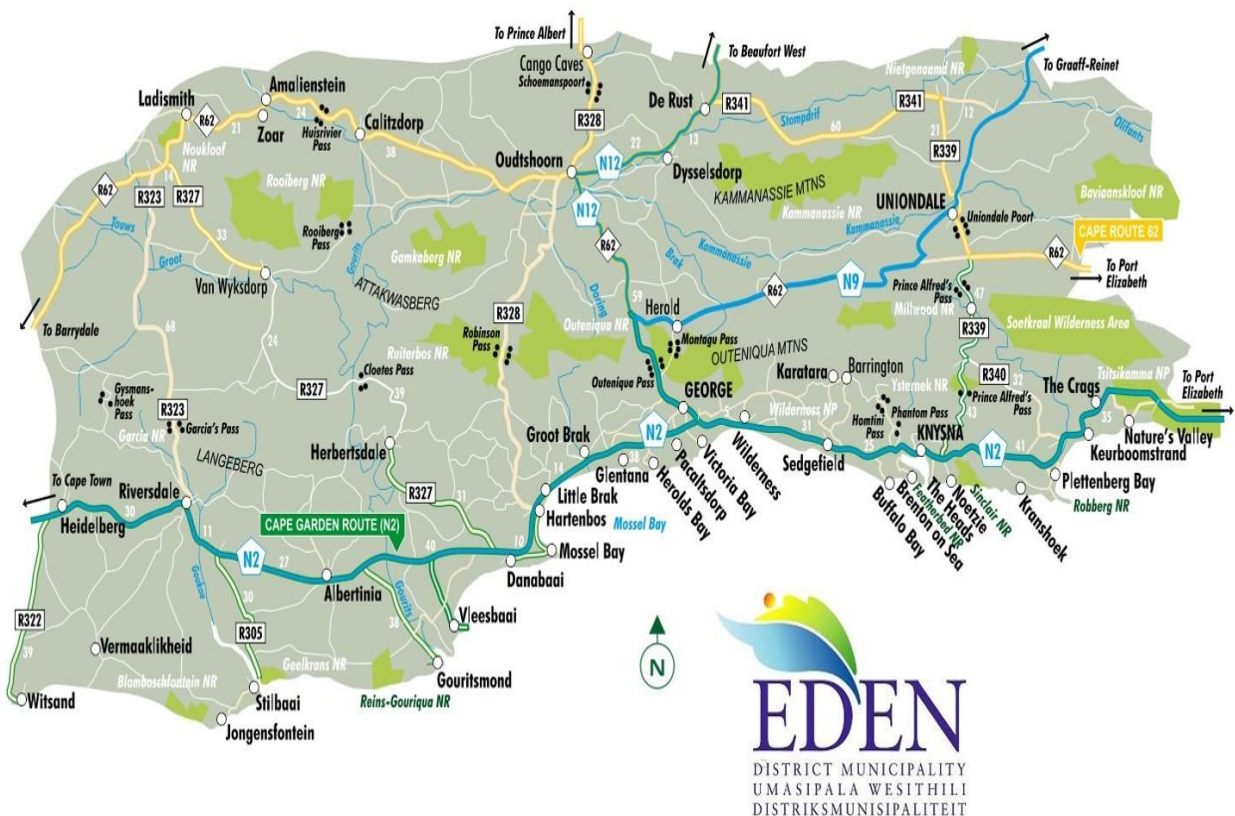 To Prince Albert
To Beaufort West
To Graaff-Reinet
Cango Caves
Schoemanspoort
Nietgenaamd NR
Amalienstein
Ladismith
R62
21
24
Zoar
Huisrivier
Pass
Calitzdorp
38
R328
De Rust
R341
Stompdrif
60
R341
12
21
Olifants
Noukloof
NR
R62
14
R323
R327
Oudtshoorn
N12
22
13
Dysselsdorp
R339
Rooiberg NR
KAMMANASSIE MTNS
Kammanassie NR
UNIONDALE
Baviaanskloof NR
N12
Touws
Groot
33
Rooiberg
Pass
Gourits
Gamkaberg NR
R62
Kammanassie
Kammanassie
Brak
Uniondale Poort
CAPE ROUTE 62
R62
To Port
Elizabeth
Van Wyksdorp
ATTAKWASBERG
Doring
59
Herold
R62
N9
Prince Alfred's
Pass
47
Millwood NR
To Barrydale
68
24
R328
Robinson
Pass
Outeniqua NR
Montagu Pass
R339
Soetkraal Wilderness Area
Ruiterbos NR
OUTENIQUA MTNS
Cloetes Pass
R327
39
Outeniqua Pass
Karatara
Barrington
Ysternek NR
R340
32
Tsitsikamma NP
Gysmans-
hoek
Pass
R323
Garcia's Pass
Garcia NR
GEORGE
Prince Alfred's
Pass
The Crags
To Port
Elizabeth
Homtini
Pass
Phantom Pass
43
LANGEBERG
Herbertsdale
Groot Brak
N2
5
Wilderness NP
31
25
KNYSNA
N2
41
35
Nature's Valley
Keurboomstrand
To Cape Town
Heidelberg
30
Riversdale
11
R327
31
14
38
Glentana
Herolds Bay
Pacaltsdorp
Victoria Bay
Wilderness
Sedgefield
Buffalo Bay
Brenton on Sea
Featherbed NR
The Heads
Noetzie
Sinclair NR
Kranshoek
Plettenberg Bay
Robberg NR
Little Brak
Hartenbos
Mossel Bay
Mossel Bay
CAPE GARDEN ROUTE (N2)
N2
27
40
10
Albertinia
Danabaai
Goukou
30
Gourits
38
Vleesbaai
R322
39
R305
Vermaaklikheid
Geelkrans NR
Gouritsmond
Blomboschfontein NR
Reins-Gouriqua NR
Witsand
Stilbaai
Jongensfontein
N
EDEN
DISTRICT MUNICIPALITY
UMASIPALA WESITHILI
DISTRIKSMUNISIPALITEIT